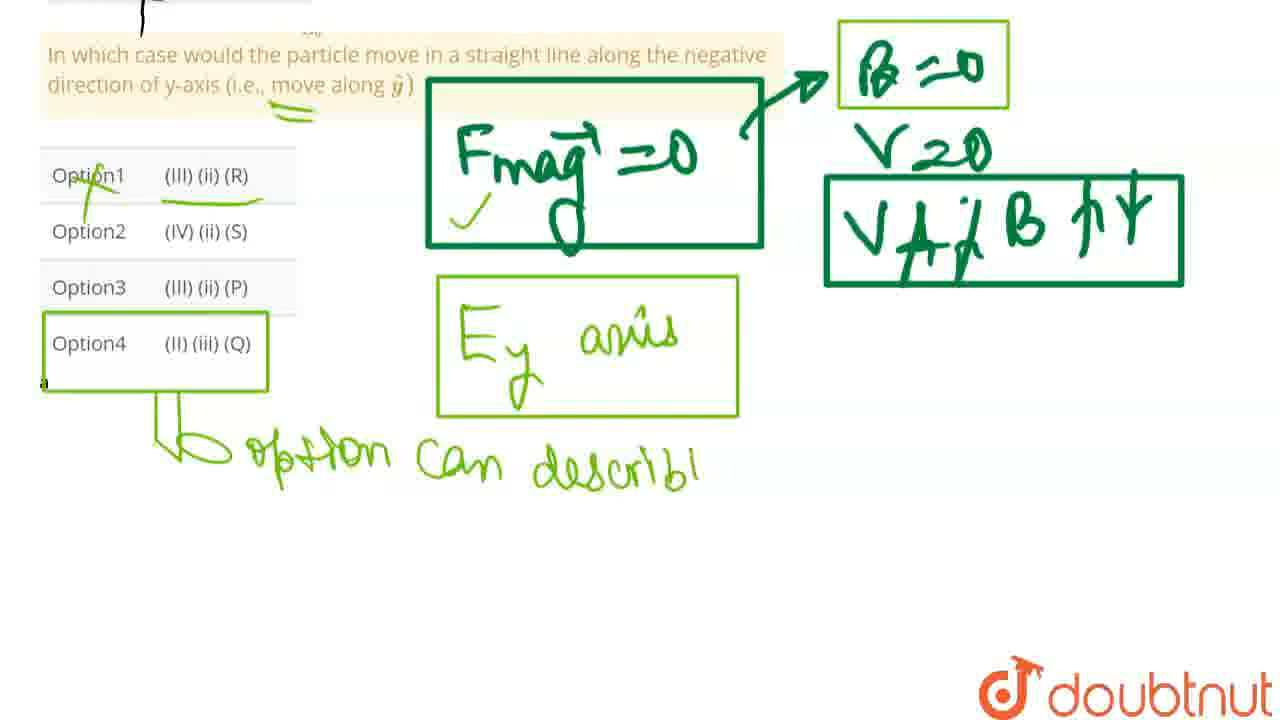 In which case would the particle move in a straight line along the negative
direction of y-axis (i.e., move along ŷ)
B = 0
Fmag = 0
V = 0
Option1 (III) (ii) (R)
Option2 (IV) (ii) (S)
V B
Option3 (III) (ii) (P)
Ey axis
Option4 (II) (iii) (Q)
a
option can describ
doubtnut